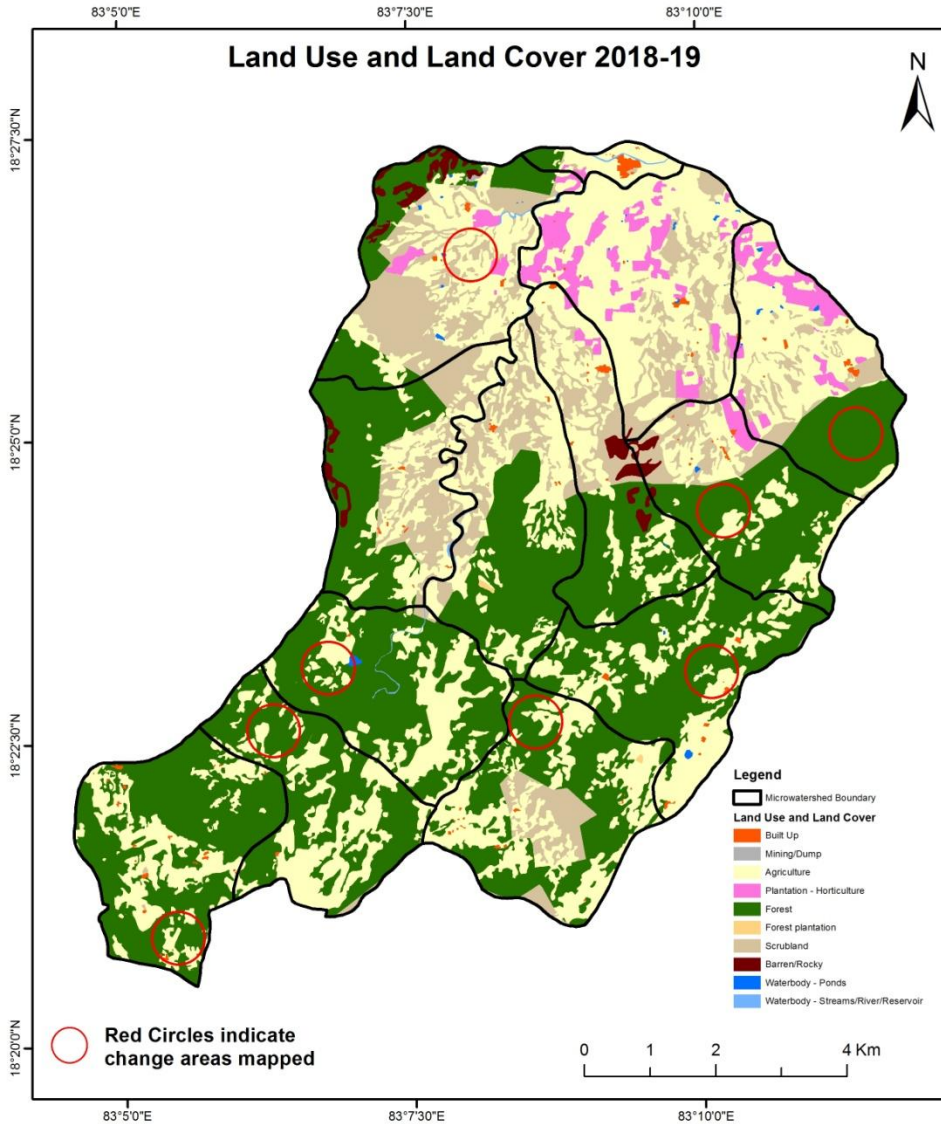 83°5'0"E 83°7'30"E 83°10'0"E
Land Use and Land Cover 2018-19
N
18°27'30"N
18°25'0"N
18°22'30"N
18°20'0"N
Legend
Microwatershed Boundary
Land Use and Land Cover
Built Up
Mining/Dump
Agriculture
Plantation - Horticulture
Forest
Forest plantation
Scrubland
Barren/Rocky
Waterbody - Ponds
Waterbody - Streams/River/Reservoir
Red Circles indicate
change areas mapped
0 1 2 4 Km
83°5'0"E 83°7'30"E 83°10'0"E